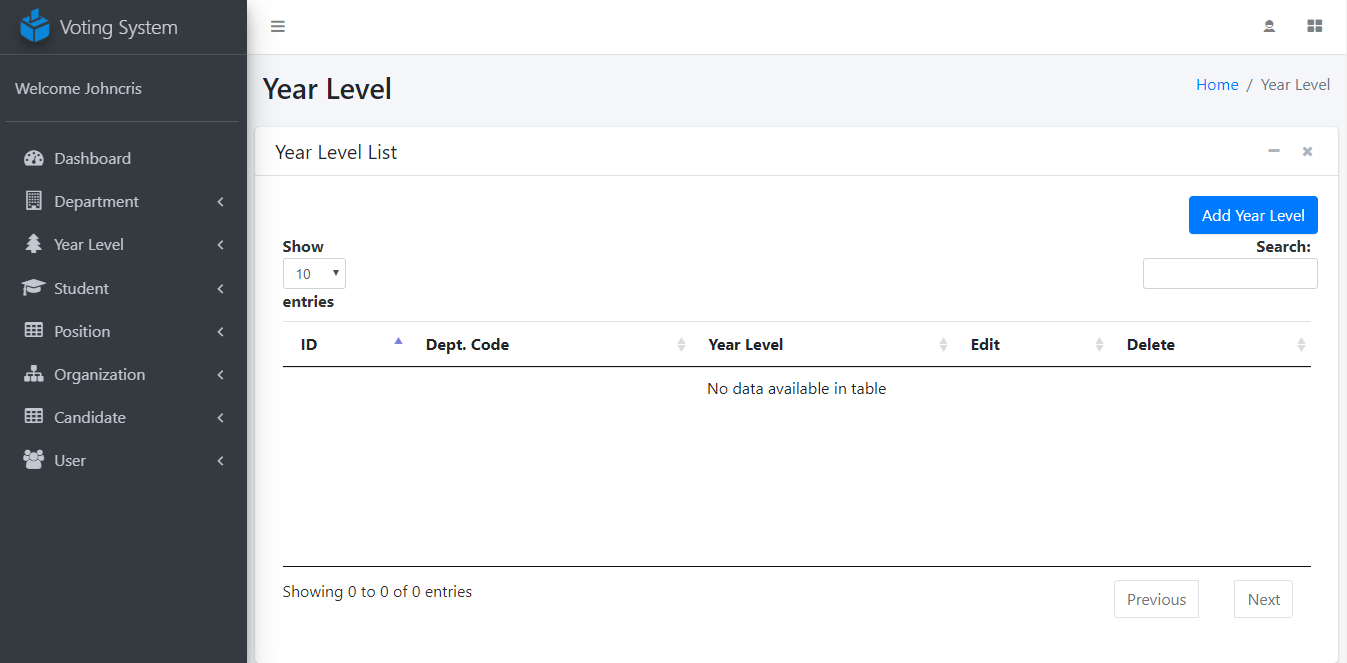 Voting System
Welcome Johncris
Dashboard
Department
Year Level
Student
Position
Organization
Candidate
User
Year Level
Home / Year Level
Year Level List
Add Year Level
Show
10
entries
Search:
ID Dept. Code Year Level Edit Delete
No data available in table
Showing 0 to 0 of 0 entries
Previous Next